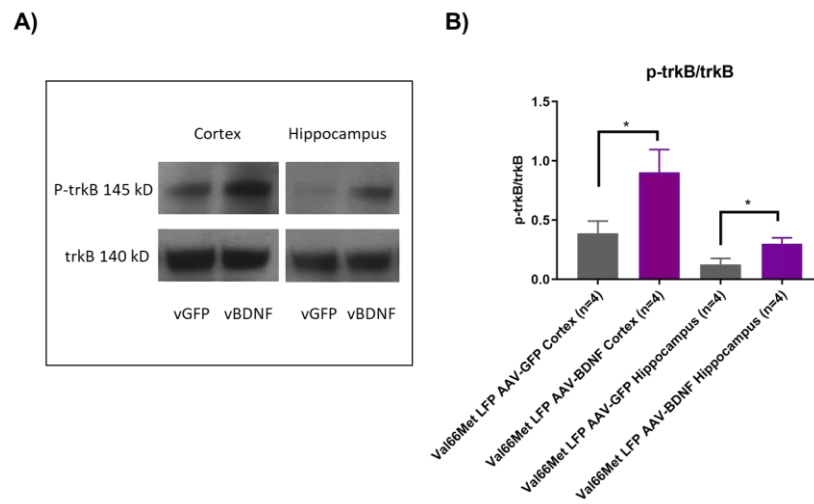 A)
Cortex Hippocampus
P-trkB 145 kD
trkB 140 kD
vGFP vBDNF vGFP vBDNF
B)
p-trkB/trkB
p-trkB/trkB
1.5
1.0
0.5
0.0
*
*
Val66Met LFP AAV-GFP Cortex (n=4)
Val66Met LFP AAV-BDNF Cortex (n=4)
Val66Met LFP AAV-GFP Hippocampus (n=4)
Val66Met LFP AAV-BDNF Hippocampus (n=4)